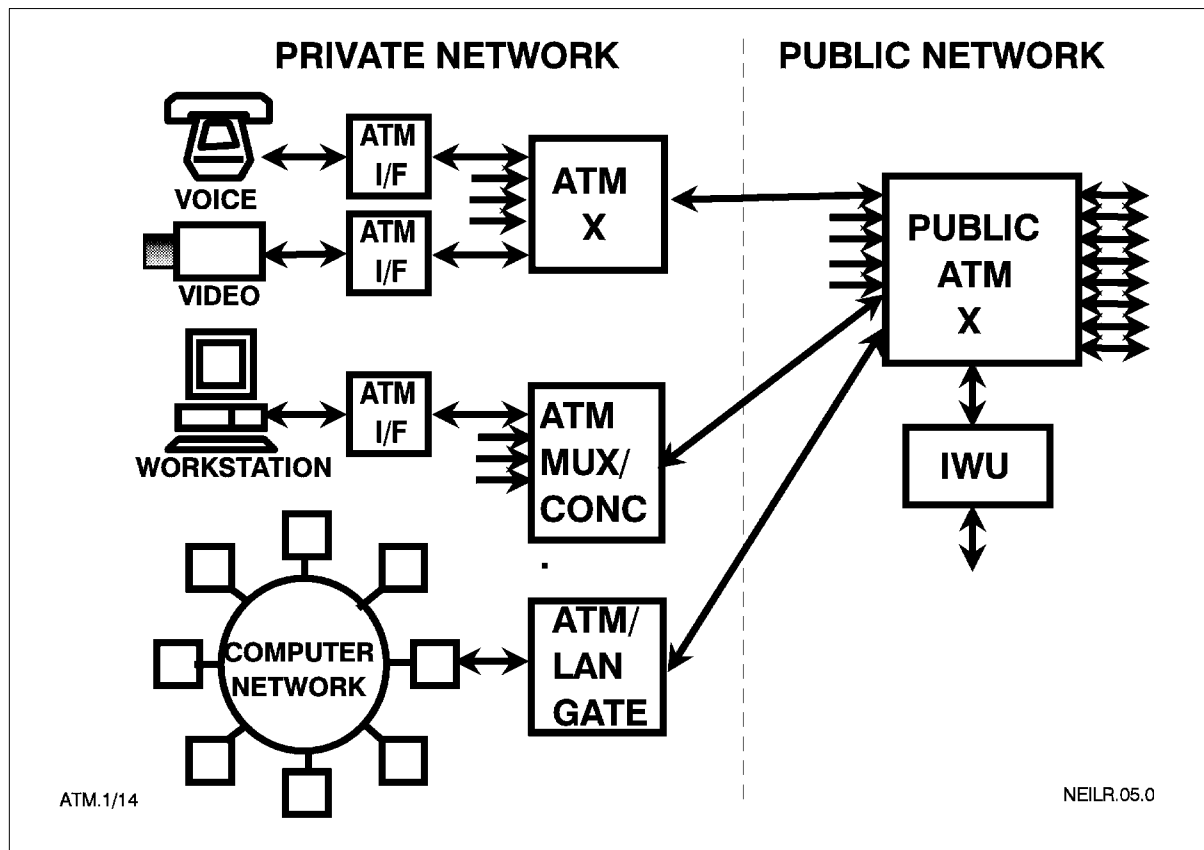 PRIVATE NETWORK
PUBLIC NETWORK
VOICE
ATM
I/F
ATM
X
VIDEO
ATM
I/F
PUBLIC
ATM
X
WORKSTATION
ATM
I/F
ATM
MUX/
CONC
IWU
COMPUTER
NETWORK
ATM/
LAN
GATE
ATM.1/14
NEILR.05.0